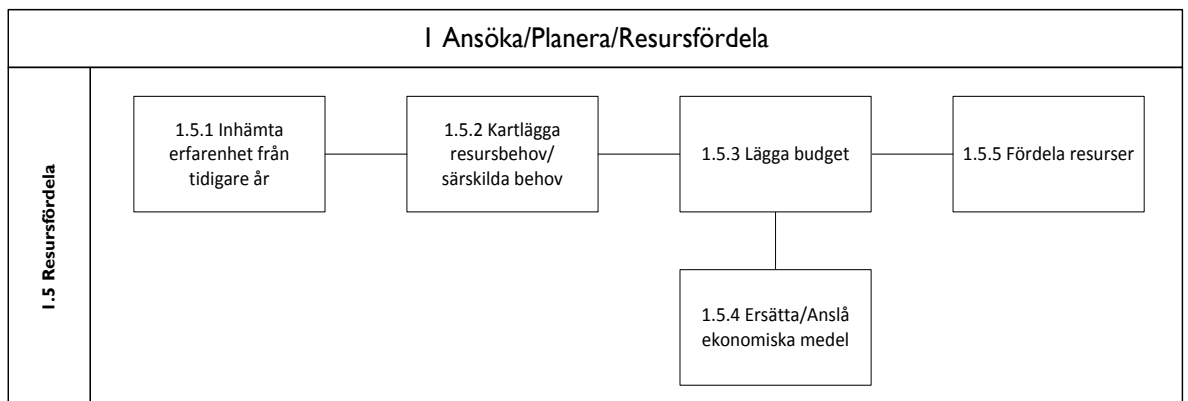 1 Ansöka/Planera/Resursfördela
1.5 Resursfördela
1.5.1 Inhämta
erfarenhet från
tidigare år
1.5.2 Kartlägga
resursbehov/
särskilda behov
1.5.3 Lägga budget
1.5.5 Fördela resurser
1.5.4 Ersätta/Anslå
ekonomiska medel